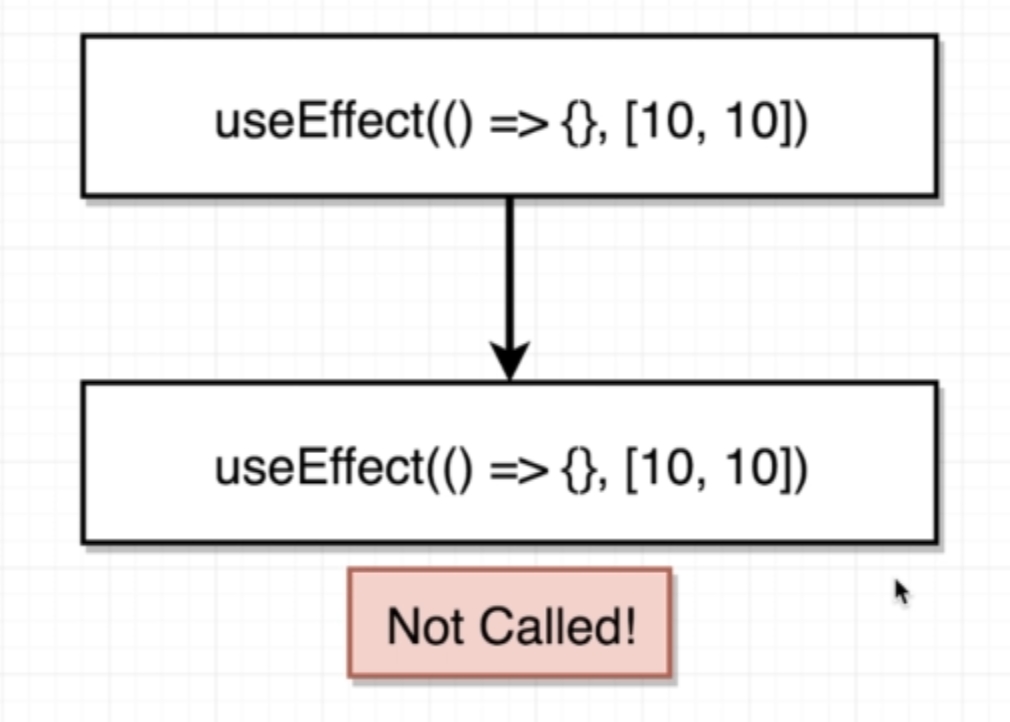 useEffect(() => {}, [10, 10])
useEffect(() => {}, [10, 10])
Not Called!